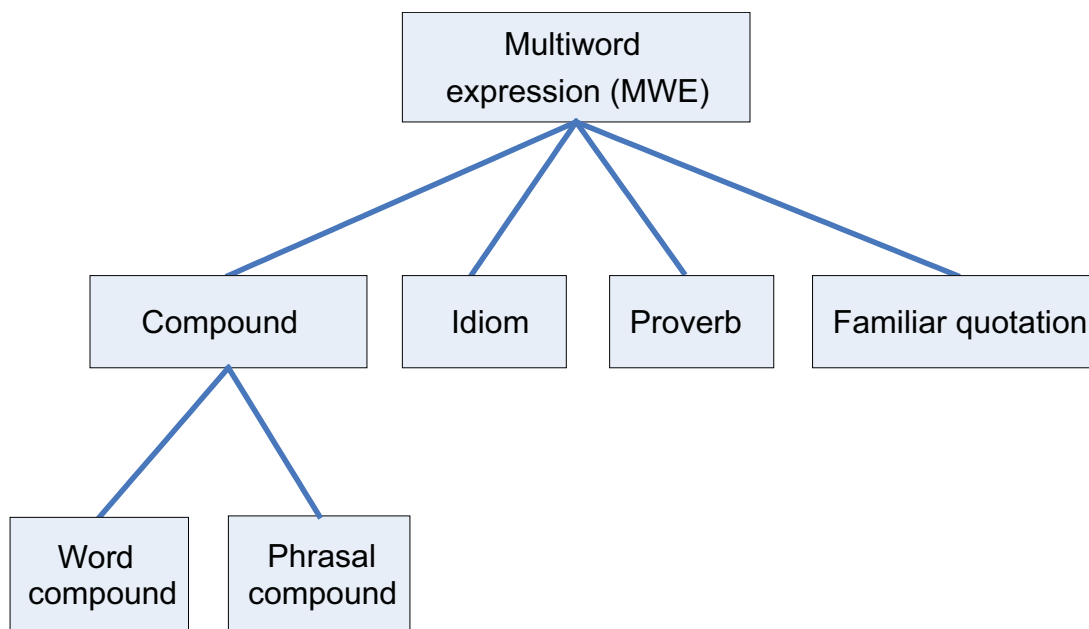 Multiword
expression (MWE)
Compound
Idiom
Proverb
Familiar quotation
Word
compound
Phrasal
compound